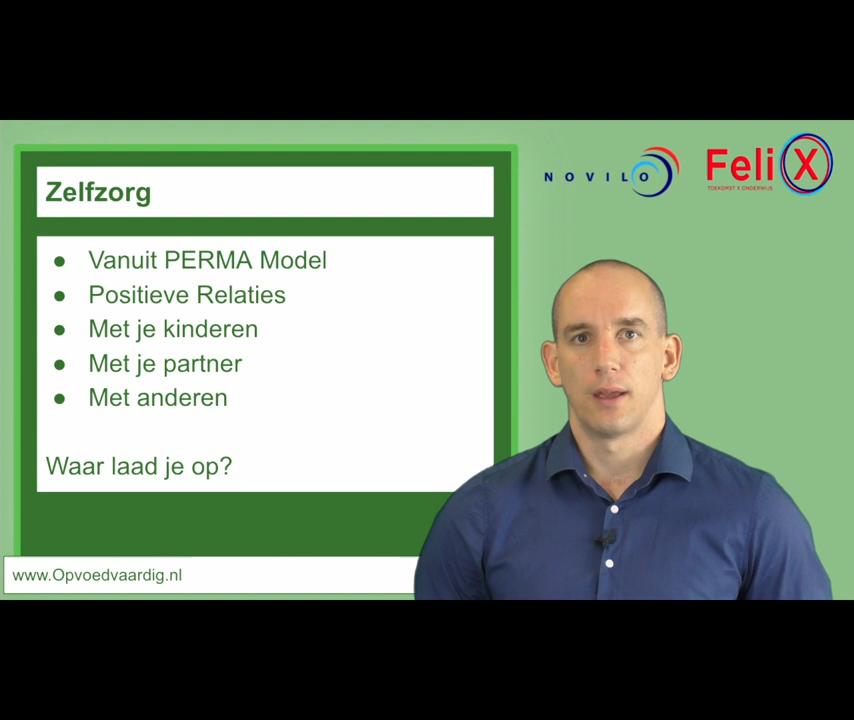 Zelfzorg
● Vanuit PERMA Model
● Positieve Relaties
● Met je kinderen
● Met je partner
● Met anderen
Waar laad je op?
www.Opvoedvaardig.nl
NOVILO
FeliX
TOEKOMST X ONDERWIJS